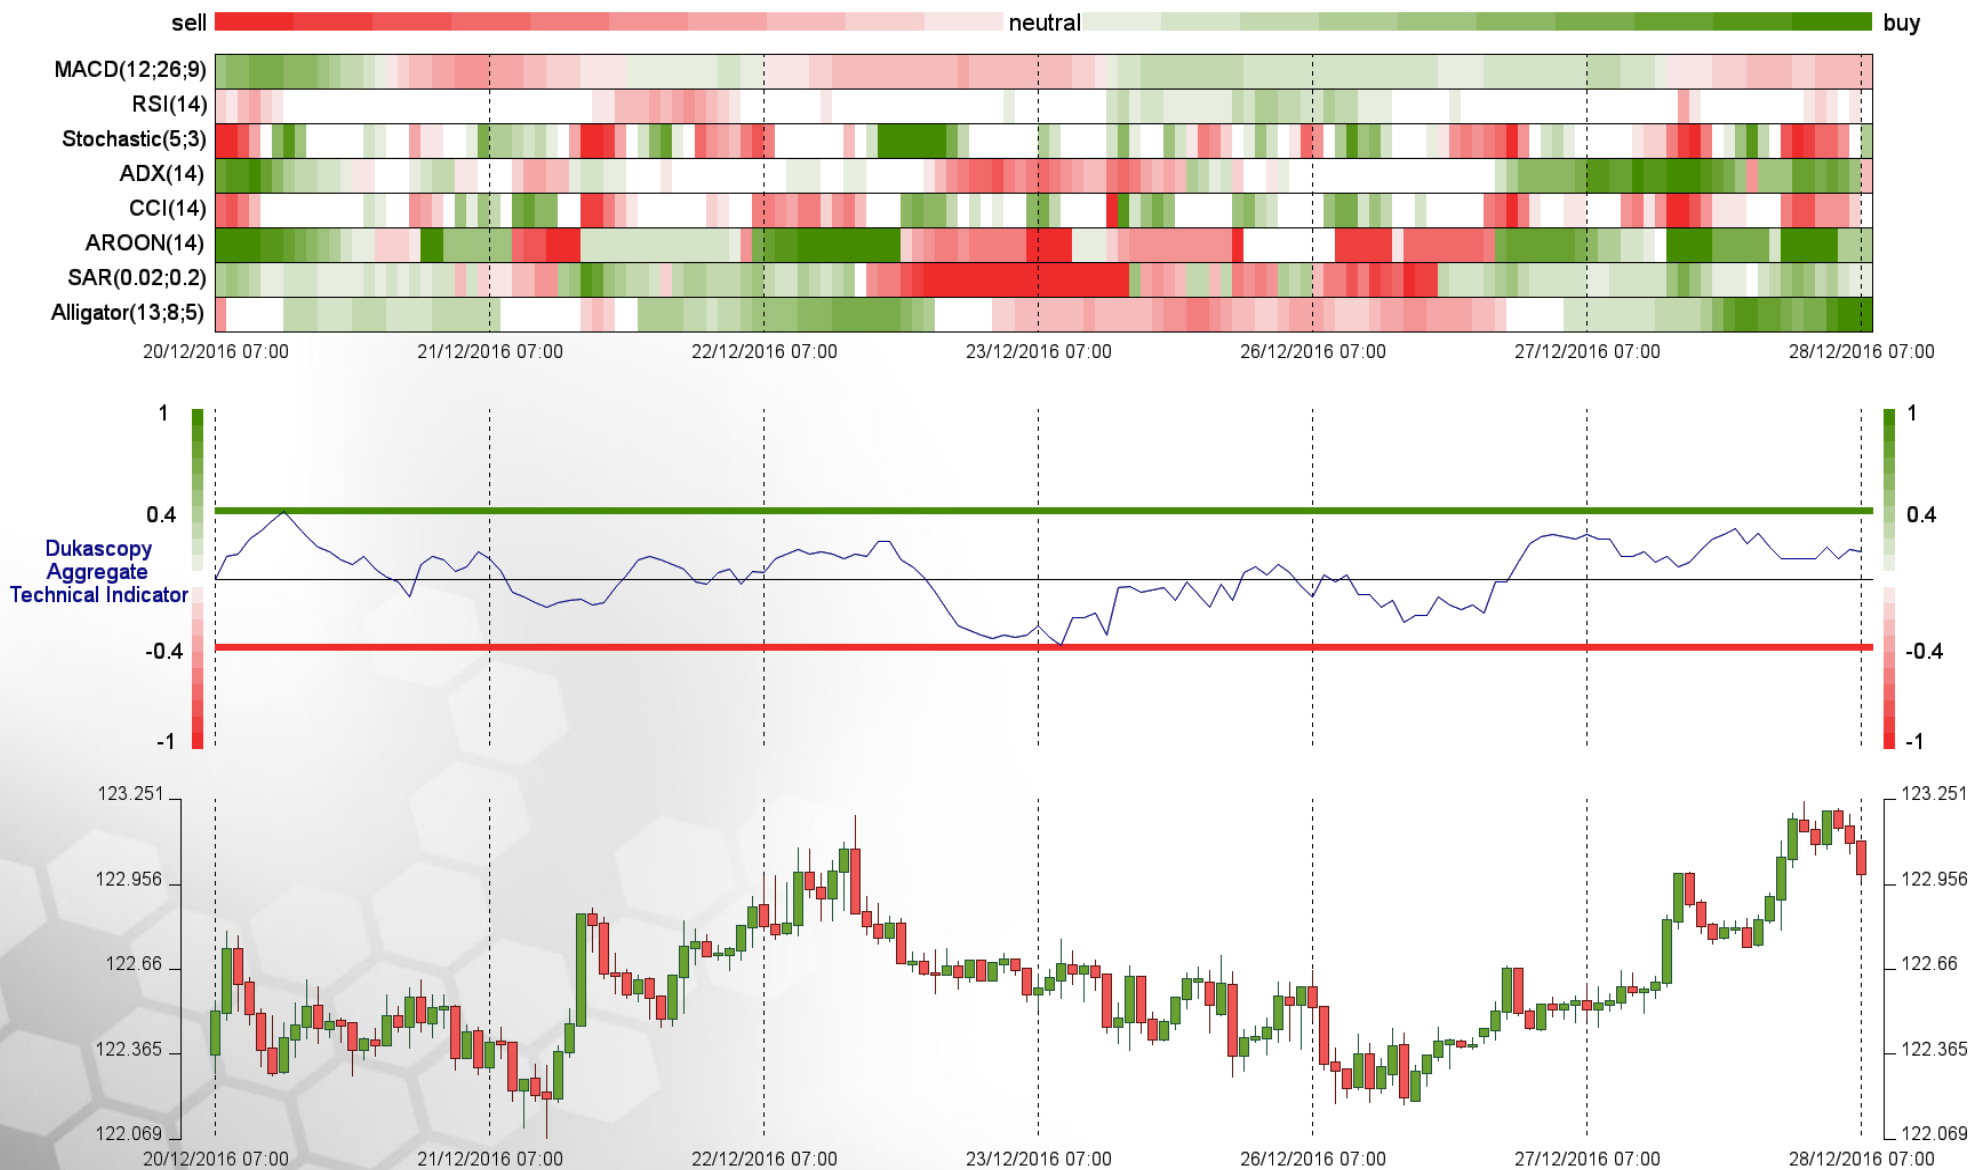 sell neutral buy
MACD(12;26;9)
RSI(14)
Stochastic(5;3)
ADX(14)
CCI(14)
AROON(14)
SAR(0.02;0.2)
Alligator(13;8;5)
20/12/2016 07:00 21/12/2016 07:00 22/12/2016 07:00 23/12/2016 07:00 26/12/2016 07:00 27/12/2016 07:00 28/12/2016 07:00
1 1
0.4 0.4
Dukascopy
Aggregate
Technical Indicator
-0.4 -0.4
-1 -1
123.251 123.251
122.956 122.956
122.66 122.66
122.365 122.365
122.069 122.069
20/12/2016 07:00 21/12/2016 07:00 22/12/2016 07:00 23/12/2016 07:00 26/12/2016 07:00 27/12/2016 07:00 28/12/2016 07:00